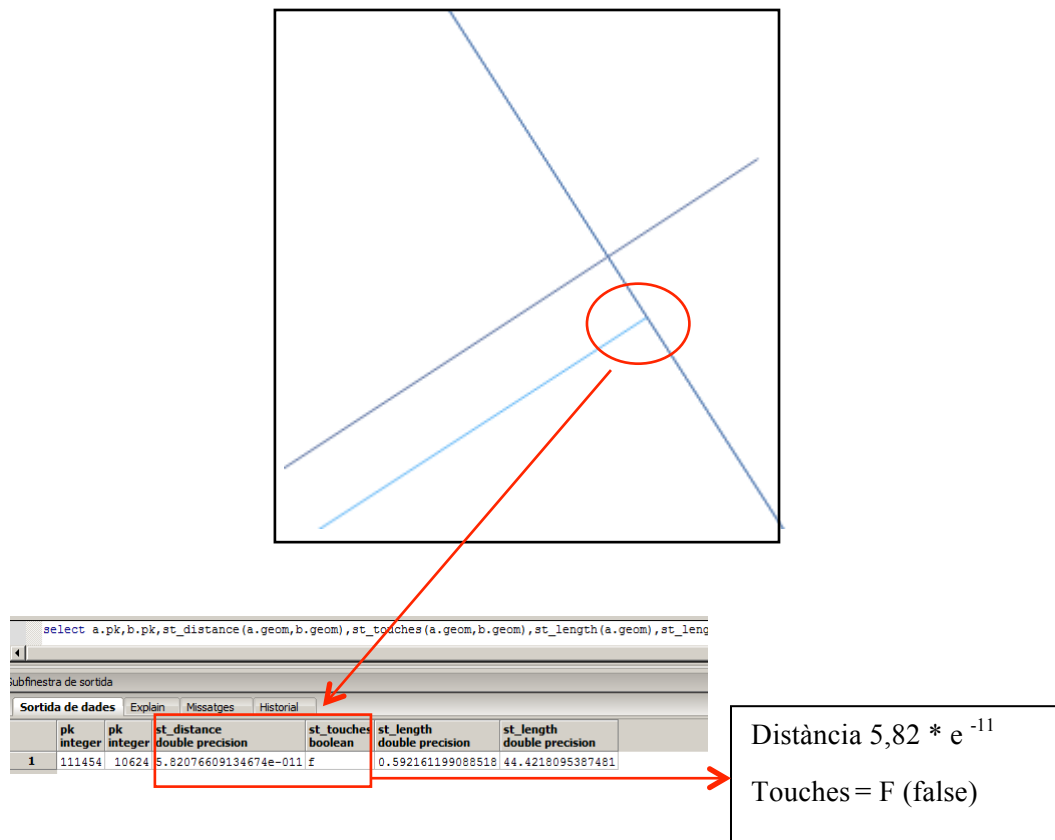 select a.pk,b.pk,st_distance(a.geom,b.geom),st_touches(a.geom,b.geom),st_length(a.geom),st_leng
Subfinestra de sortida
Sortida de dades Explain Missatges Historial
pk pk st_distance st_touches st_length st_length
integer integer double precision boolean double precision double precision
1 111454 10624 5.82076609134674e-011 f 0.592161199088518 44.4218095387481
Distància 5,82 * e -11
Touches = F (false)